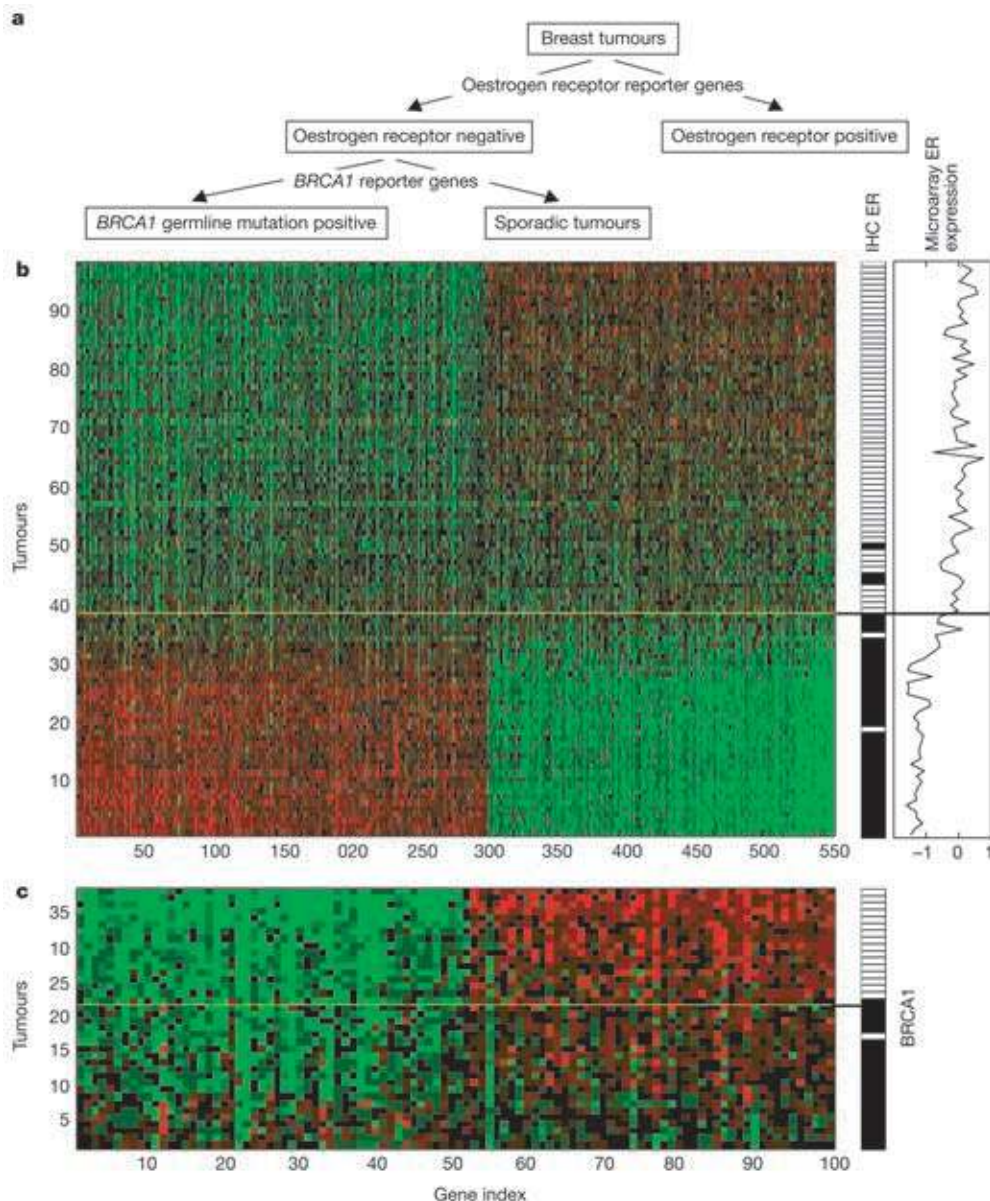 a
Breast tumours
Oestrogen receptor reporter genes
Oestrogen receptor negative
Oestrogen receptor positive
BRCA1 reporter genes
BRCA1 germline mutation positive
Sporadic tumours
IHC ER
Microarray ER
expression
b
90
80
70
60
50
40
30
20
10
Tumours
50 100 150 020 300 350 410 450 500 550
−1 0 1
c
35
10
25
20
15
10
5
Tumours
BRCA1
10 20 30 40 50 60 70 80 90 100
Gene index